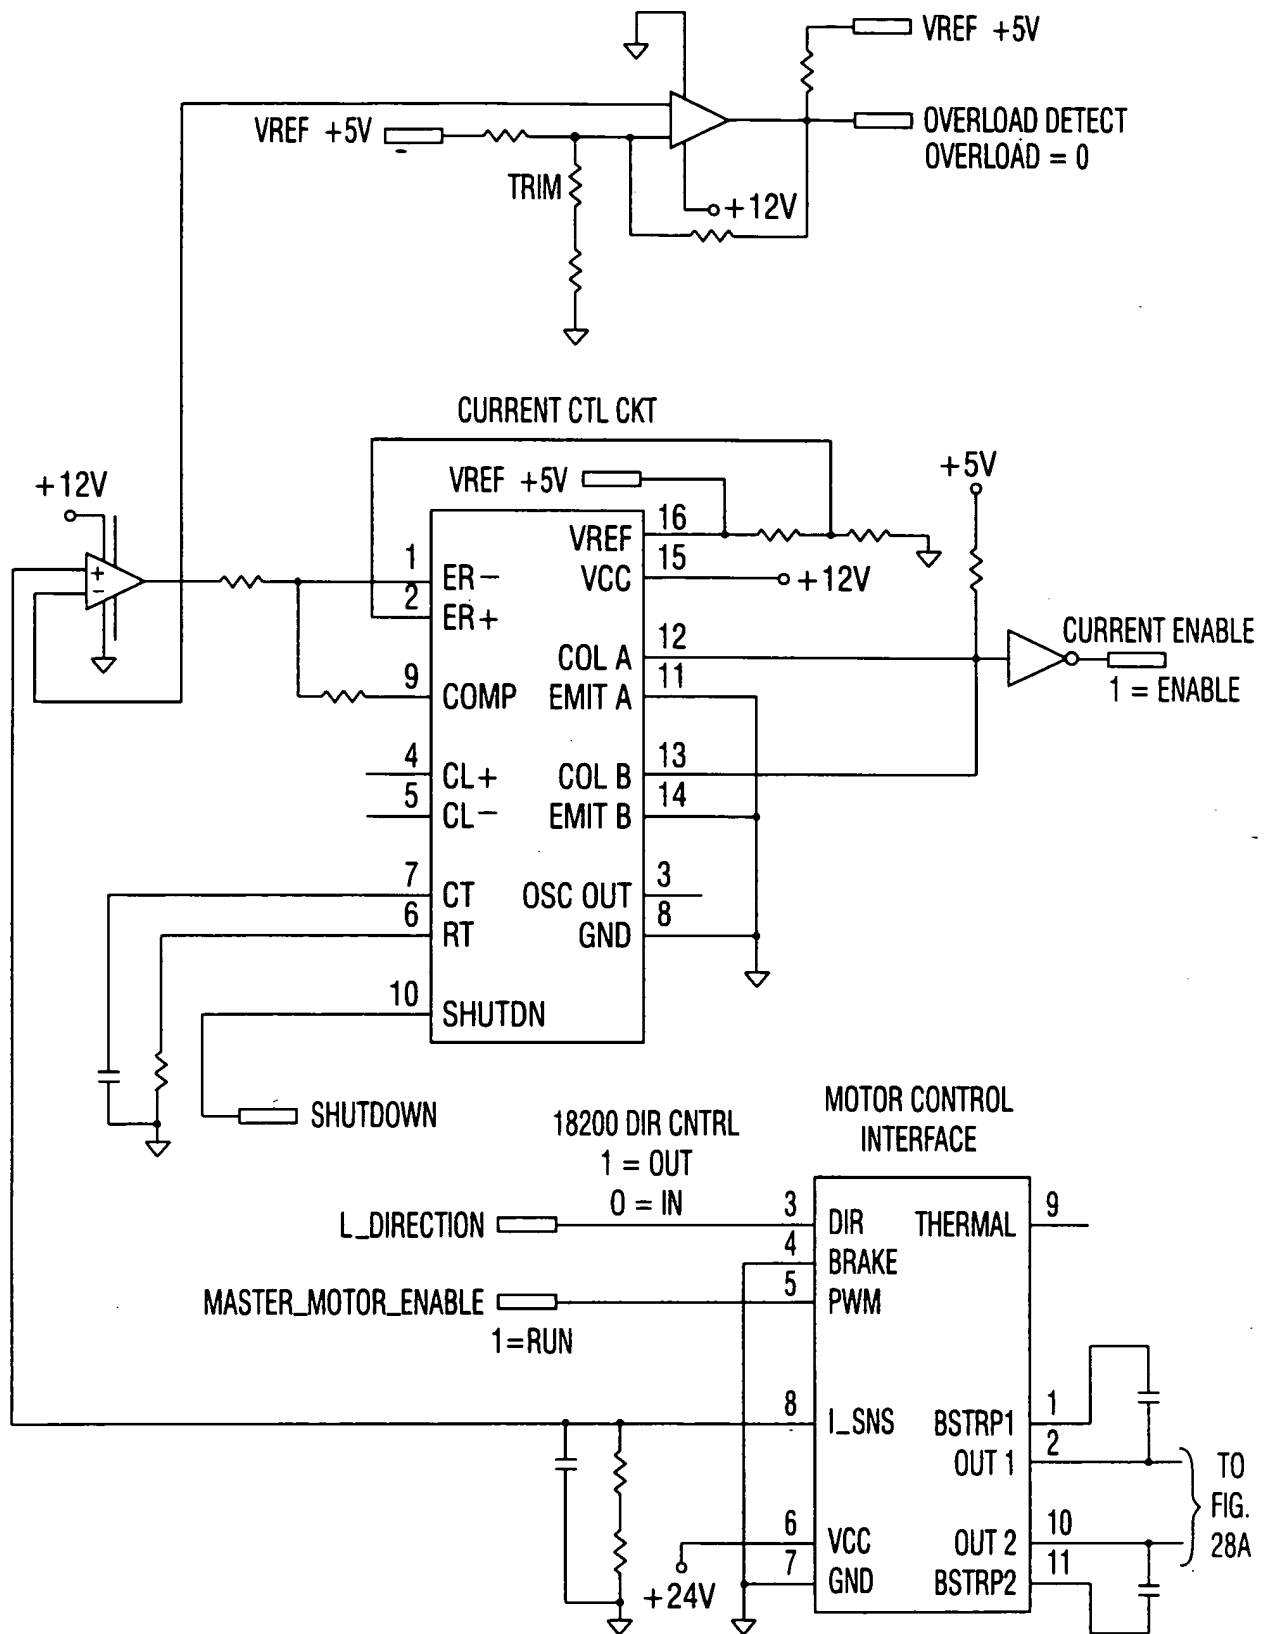 VREF +5V
VREF +5V
OVERLOAD DETECT
OVERLOAD = 0
TRIM
+12V
CURRENT CTL CKT
VREF +5V
+5V
+12V
+
−
1
ER−
2
ER+
9
COMP
4
CL+
5
CL−
7
CT
6
RT
10
SHUTDN
16
VREF
15
VCC
+12V
12
COL A
11
EMIT A
13
COL B
14
EMIT B
3
OSC OUT
8
GND
CURRENT ENABLE
1 = ENABLE
SHUTDOWN
18200 DIR CNTRL
1 = OUT
0 = IN
MOTOR CONTROL
INTERFACE
L_DIRECTION
MASTER_MOTOR_ENABLE
1=RUN
3
DIR
4
BRAKE
5
PWM
8
I_SNS
6
VCC
7
GND
+24V
THERMAL
9
BSTRP1
1
OUT 1
2
OUT 2
10
BSTRP2
11
TO
FIG.
28A